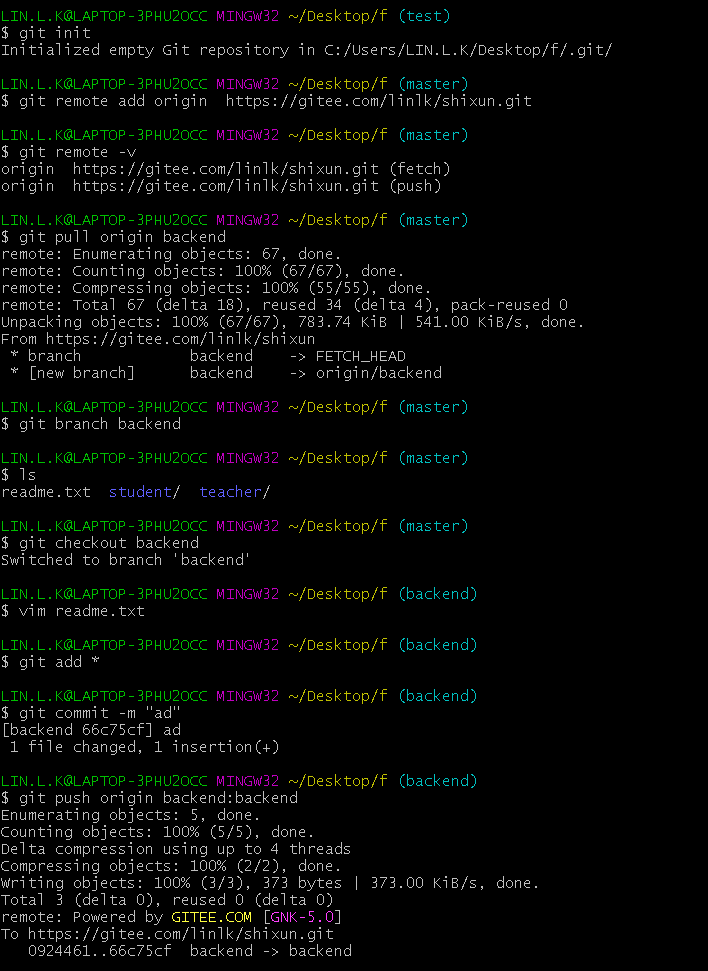 LIN.L.K@LAPTOP-3PHU2OCC MINGW32 ~/Desktop/f (test)
$ git init
Initialized empty Git repository in C:/Users/LIN.L.K/Desktop/f/.git/
LIN.L.K@LAPTOP-3PHU2OCC MINGW32 ~/Desktop/f (master)
$ git remote add origin  https://gitee.com/linlk/shixun.git
LIN.L.K@LAPTOP-3PHU2OCC MINGW32 ~/Desktop/f (master)
$ git remote -v
origin  https://gitee.com/linlk/shixun.git (fetch)
origin  https://gitee.com/linlk/shixun.git (push)
LIN.L.K@LAPTOP-3PHU2OCC MINGW32 ~/Desktop/f (master)
$ git pull origin backend
remote: Enumerating objects: 67, done.
remote: Counting objects: 100% (67/67), done.
remote: Compressing objects: 100% (55/55), done.
remote: Total 67 (delta 18), reused 34 (delta 4), pack-reused 0
Unpacking objects: 100% (67/67), 783.74 KiB | 541.00 KiB/s, done.
From https://gitee.com/linlk/shixun
 * branch            backend    -> FETCH_HEAD
 * [new branch]      backend    -> origin/backend
LIN.L.K@LAPTOP-3PHU2OCC MINGW32 ~/Desktop/f (master)
$ git branch backend
LIN.L.K@LAPTOP-3PHU2OCC MINGW32 ~/Desktop/f (master)
$ ls
readme.txt  student/  teacher/
LIN.L.K@LAPTOP-3PHU2OCC MINGW32 ~/Desktop/f (master)
$ git checkout backend
Switched to branch 'backend'
LIN.L.K@LAPTOP-3PHU2OCC MINGW32 ~/Desktop/f (backend)
$ vim readme.txt
LIN.L.K@LAPTOP-3PHU2OCC MINGW32 ~/Desktop/f (backend)
$ git add *
LIN.L.K@LAPTOP-3PHU2OCC MINGW32 ~/Desktop/f (backend)
$ git commit -m "ad"
[backend 66c75cf] ad
 1 file changed, 1 insertion(+)
LIN.L.K@LAPTOP-3PHU2OCC MINGW32 ~/Desktop/f (backend)
$ git push origin backend:backend
Enumerating objects: 5, done.
Counting objects: 100% (5/5), done.
Delta compression using up to 4 threads
Compressing objects: 100% (2/2), done.
Writing objects: 100% (3/3), 373 bytes | 373.00 KiB/s, done.
Total 3 (delta 0), reused 0 (delta 0)
remote: Powered by GITEE.COM [GNK-5.0]
To https://gitee.com/linlk/shixun.git
   0924461..66c75cf  backend -> backend